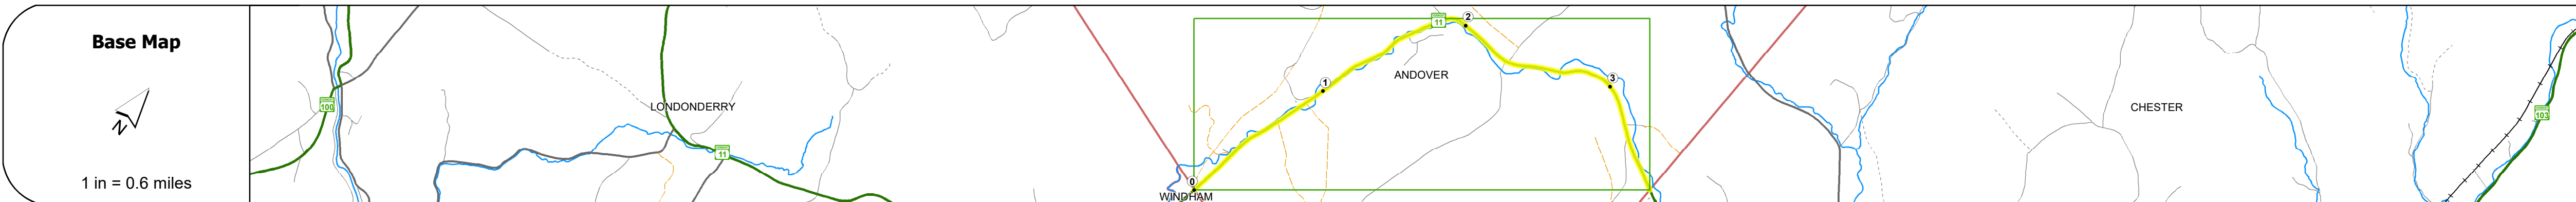 Base Map
N
1 in = 0.6 miles
100
LONDONDERRY
11
WINDHAM
0
1
11
2
ANDOVER
3
CHESTER
103